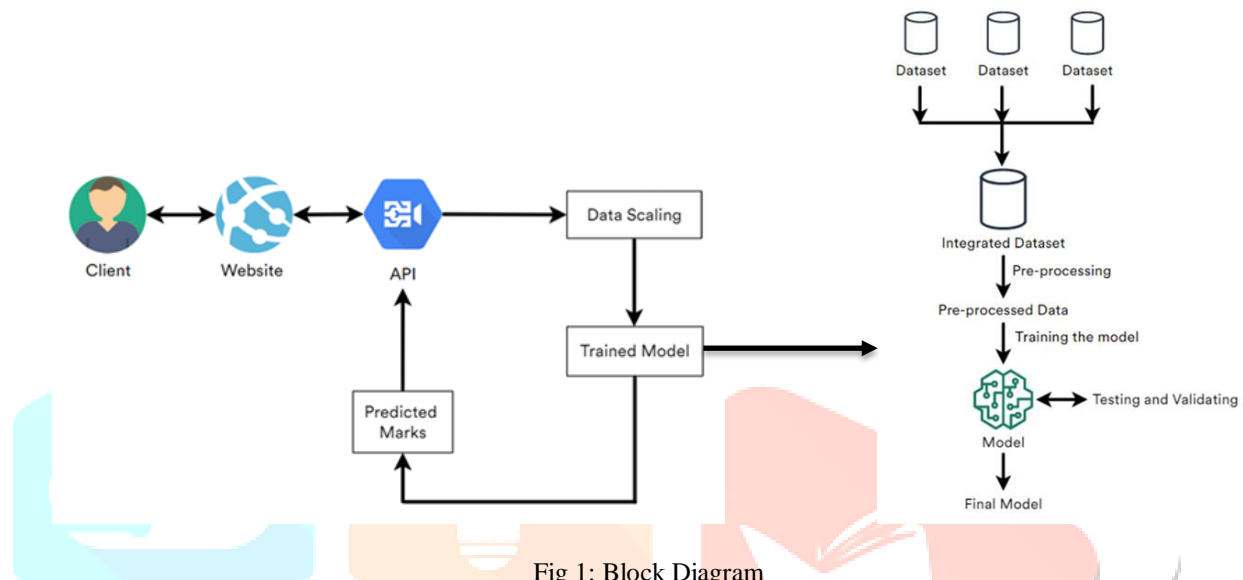 Client
Website
API
Data Scaling
Trained Model
Predicted
Marks
Dataset
Dataset
Dataset
Integrated Dataset
Pre-processing
Pre-processed Data
Training the model
Testing and Validating
Model
Final Model
Fig 1: Block Diagram